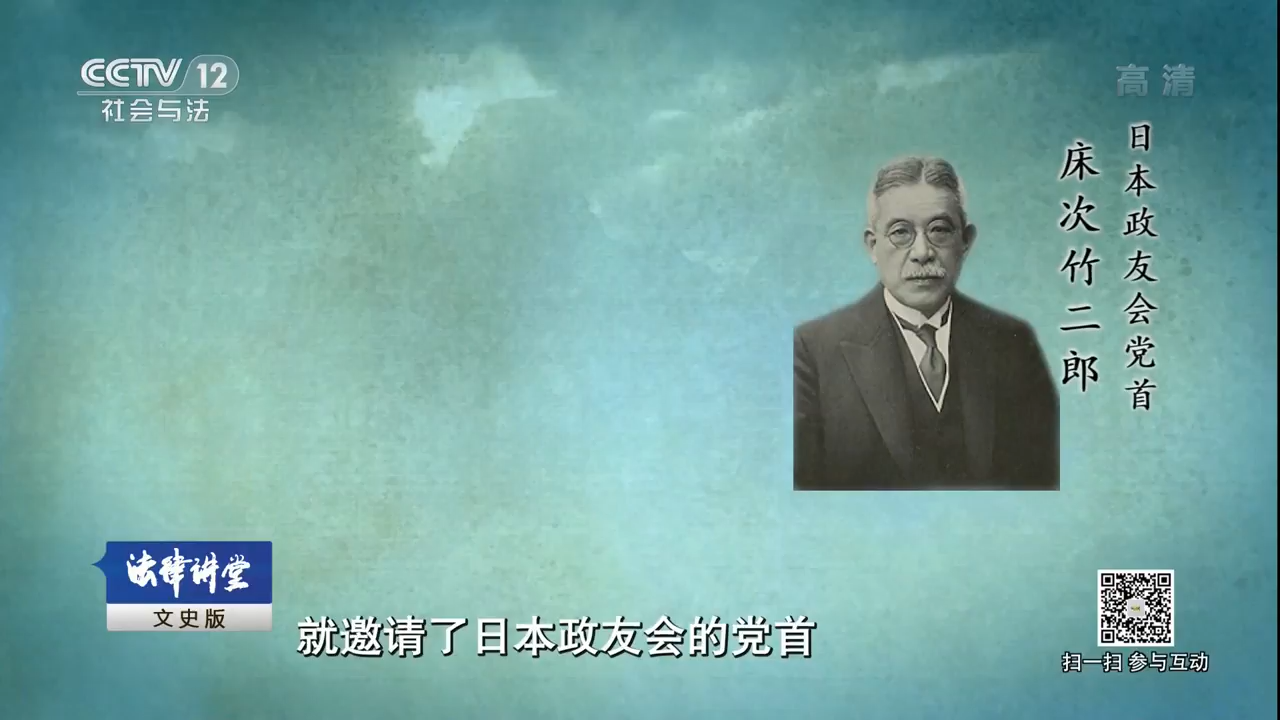 CCTV 12
社会与法
高清
日本政友会党首
床次竹二郎
法律讲堂
文史版
就邀请了日本政友会的党首
扫一扫 参与互动